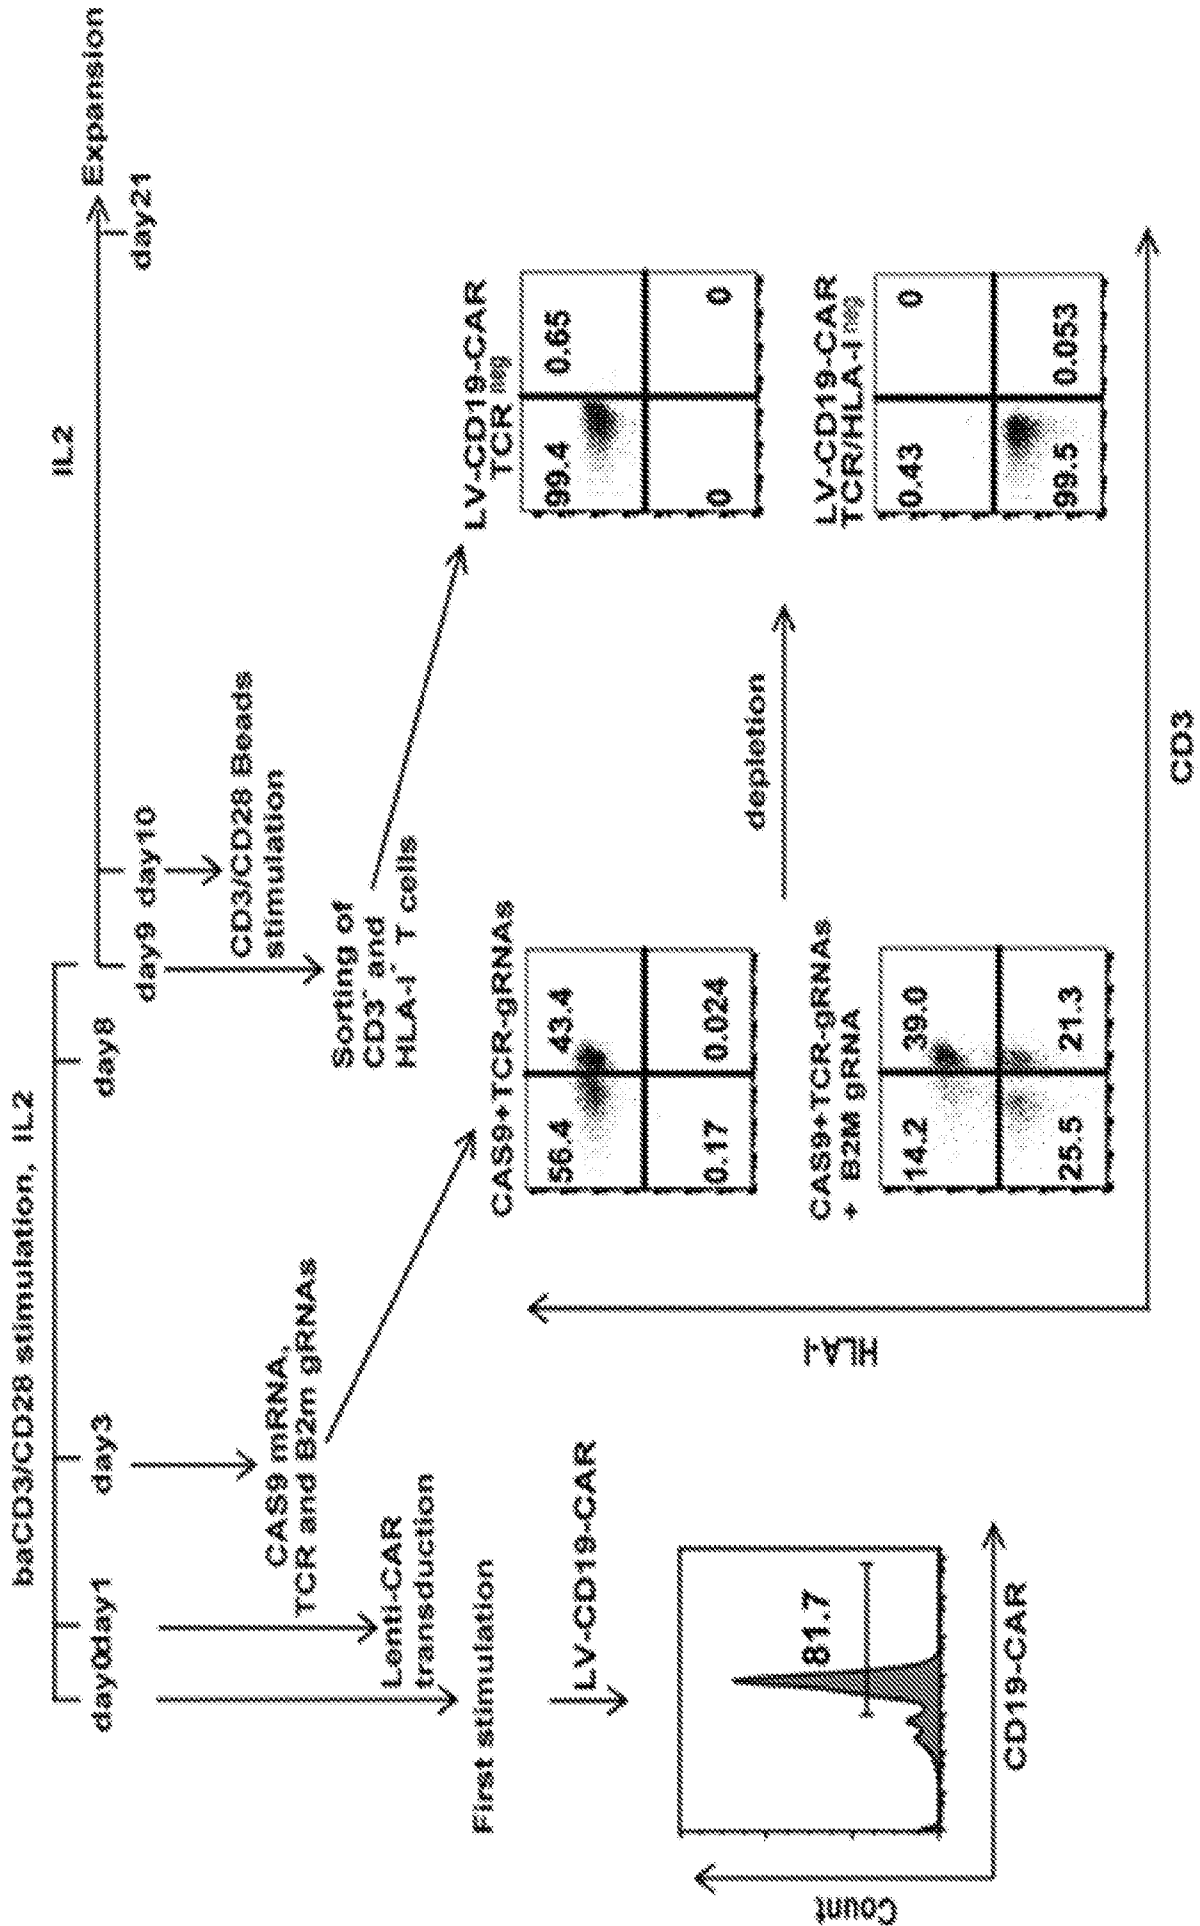 baCD3/CD28 stimulation, IL2
IL2
day0
day1
day3
day8
day9
day10
day21
Expansion
CAS9 mRNA,
TCR and B2m gRNAs
Lenti-CAR
transduction
First stimulation
CD3/CD28 Beads
stimulation
Sorting of
CD3⁻ and
HLA-I⁻ T cells
LV-CD19-CAR
81.7
Count
CD19-CAR
CAS9+TCR-gRNAs
56.4
43.4
0.17
0.024
CAS9+TCR-gRNAs
+ B2M gRNA
14.2
39.0
25.5
21.3
depletion
LV-CD19-CAR
TCR neg
99.4
0.65
0
0
LV-CD19-CAR
TCR/HLA-I neg
0.43
0
99.5
0.053
HLA-I
CD3